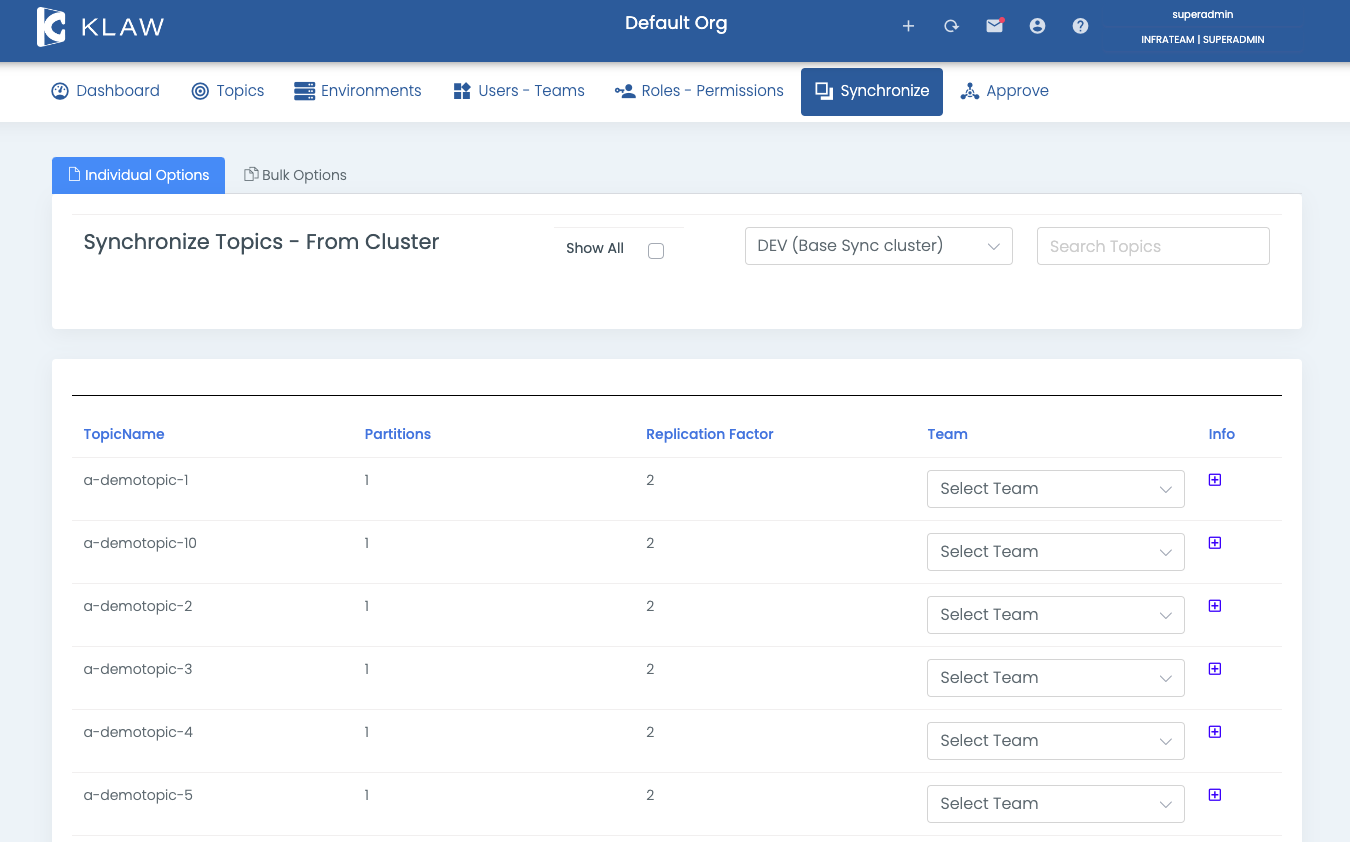 KLAW
Default Org
superadmin
INFRATEAM | SUPERADMIN
Dashboard Topics Environments Users - Teams Roles - Permissions Synchronize Approve
Individual Options Bulk Options
Synchronize Topics - From Cluster Show All DEV (Base Sync cluster) Search Topics
TopicName Partitions Replication Factor Team Info
a-demotopic-1 1 2 Select Team
a-demotopic-10 1 2 Select Team
a-demotopic-2 1 2 Select Team
a-demotopic-3 1 2 Select Team
a-demotopic-4 1 2 Select Team
a-demotopic-5 1 2 Select Team